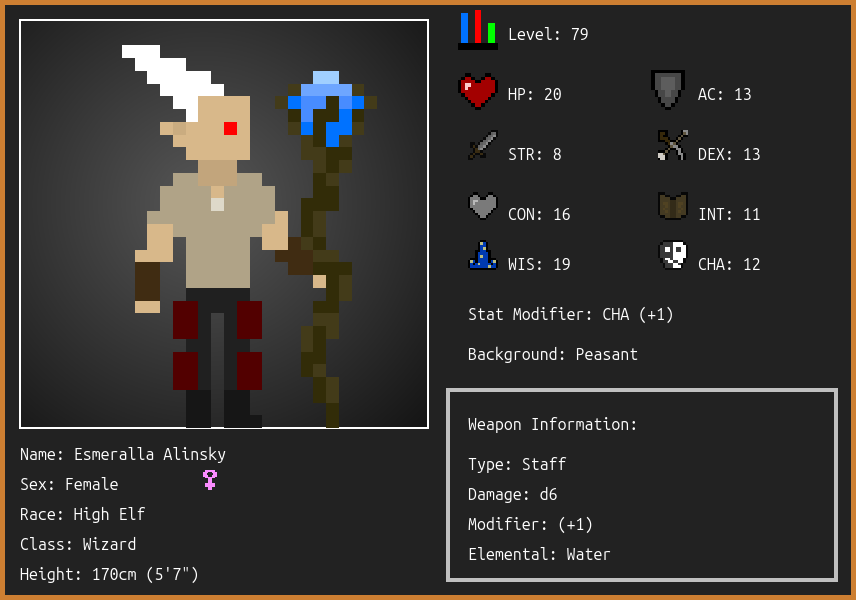 Level: 79
HP: 20
AC: 13
STR: 8
DEX: 13
CON: 16
INT: 11
WIS: 19
CHA: 12
Stat Modifier: CHA (+1)
Background: Peasant
Weapon Information:
Type: Staff
Damage: d6
Modifier: (+1)
Elemental: Water
Name: Esmeralla Alinsky
Sex: Female
Race: High Elf
Class: Wizard
Height: 170cm (5'7")